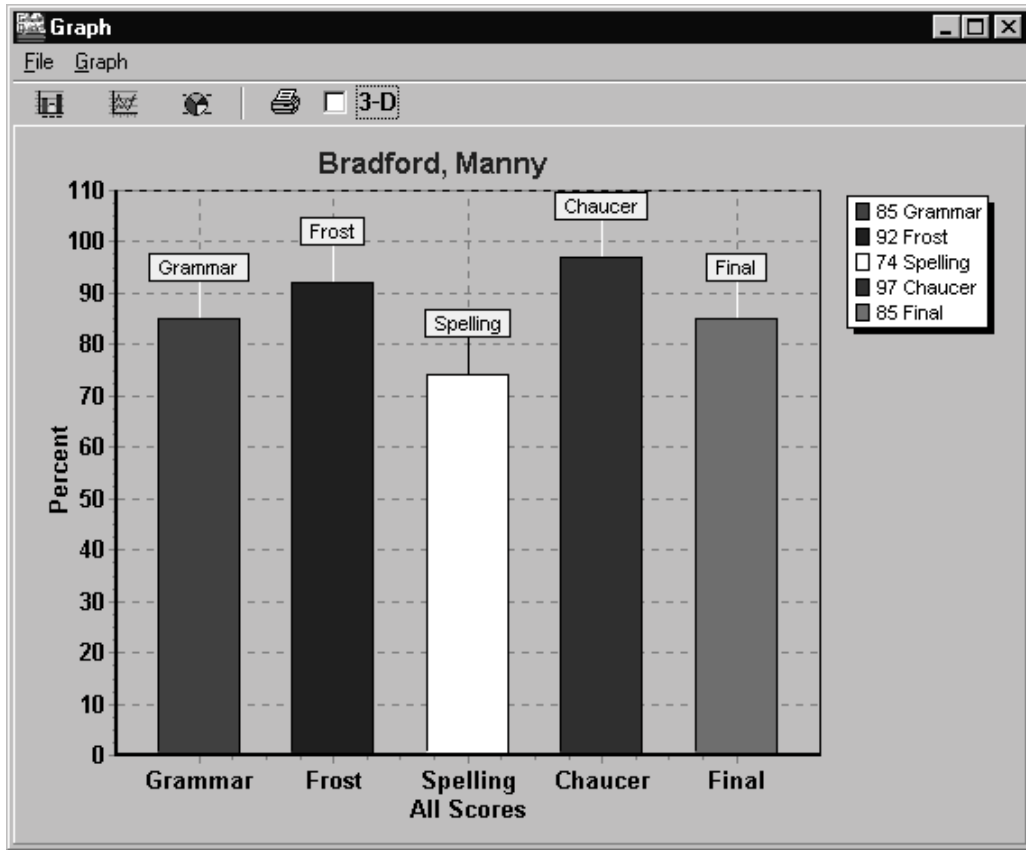 Graph
File Graph
3-D
Bradford, Manny
110
100
90
80
70
60
50
40
30
20
10
0
Percent
Grammar
Frost
Spelling
Chaucer
Final
Grammar Frost Spelling Chaucer Final
All Scores
85 Grammar
92 Frost
74 Spelling
97 Chaucer
85 Final